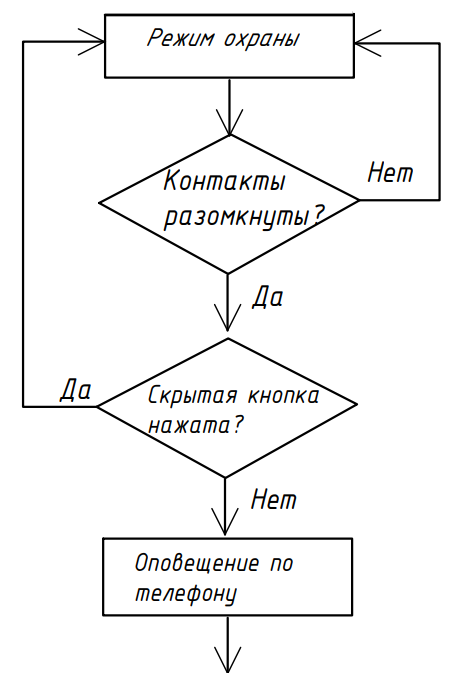 Режим охраны
Контакты
разомкнуты?
Нет
Да
Да
Скрытая кнопка
нажата?
Нет
Оповещение по
телефону